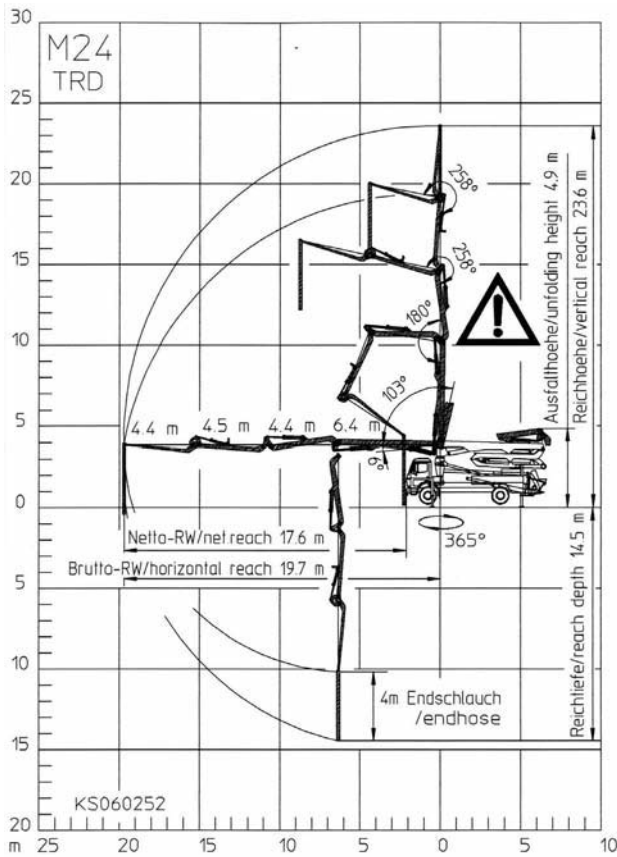 30
M24
TRD
25
20
15
10
5
0
5
10
15
20
m
25
20
15
10
5
0
5
10
258°
258°
180°
103°
6°
4.4 m
4.5 m
4.4 m
6.4 m
365°
Netto-RW/net.reach 17.6 m
Brutto-RW/horizontal reach 19.7 m
4m Endschlauch
/endhose
Ausfalthoehe/unfolding height 4.9 m
Reichhoehe/vertical reach 23.6 m
Reichtiefe/reach depth 14.5 m
KS060252